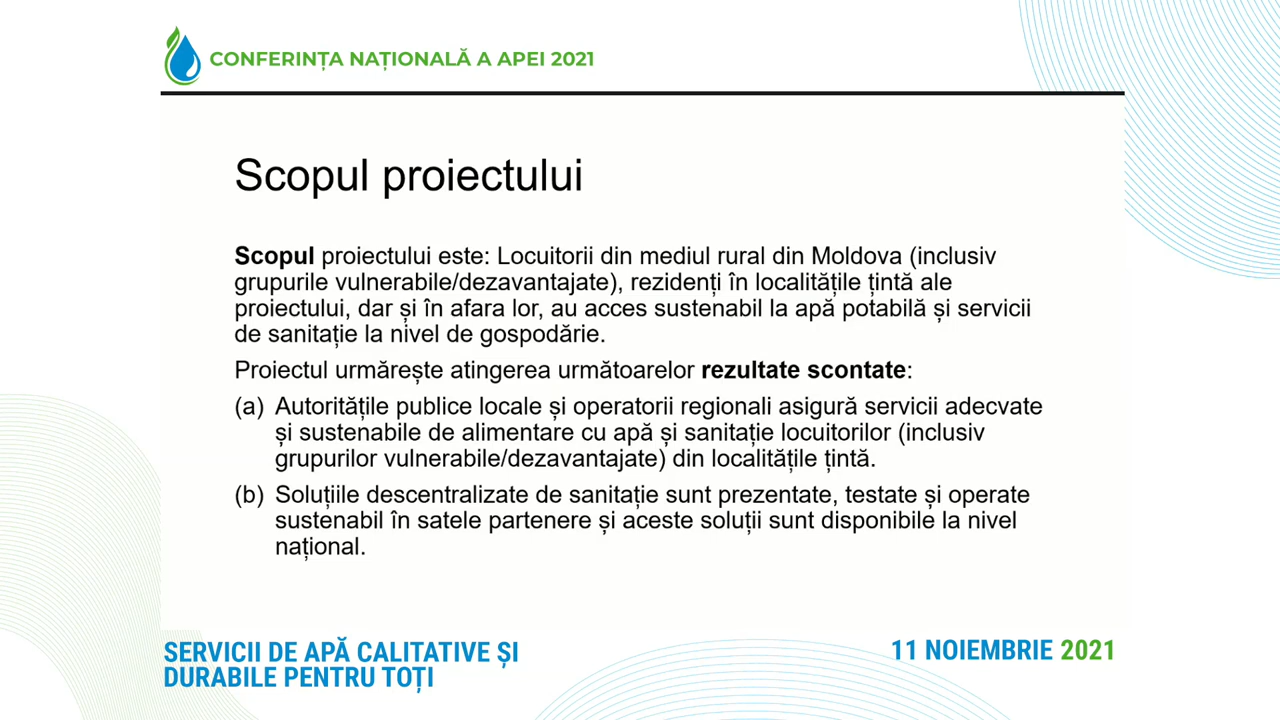 CONFERINȚA NAȚIONALĂ A APEI 2021
Scopul proiectului
Scopul proiectului este: Locuitorii din mediul rural din Moldova (inclusiv
grupurile vulnerabile/dezavantajate), rezidenți în localitățile țintă ale
proiectului, dar și în afara lor, au acces sustenabil la apă potabilă și servicii
de sanitație la nivel de gospodărie.
Proiectul urmărește atingerea următoarelor rezultate scontate:
(a) Autoritățile publice locale și operatorii regionali asigură servicii adecvate
și sustenabile de alimentare cu apă și sanitație locuitorilor (inclusiv
grupurilor vulnerabile/dezavantajate) din localitățile țintă.
(b) Soluțiile descentralizate de sanitație sunt prezentate, testate și operate
sustenabil în satele partenere și aceste soluții sunt disponibile la nivel
național.
SERVICII DE APĂ CALITATIVE ȘI
DURABILE PENTRU TOȚI
11 NOIEMBRIE 2021